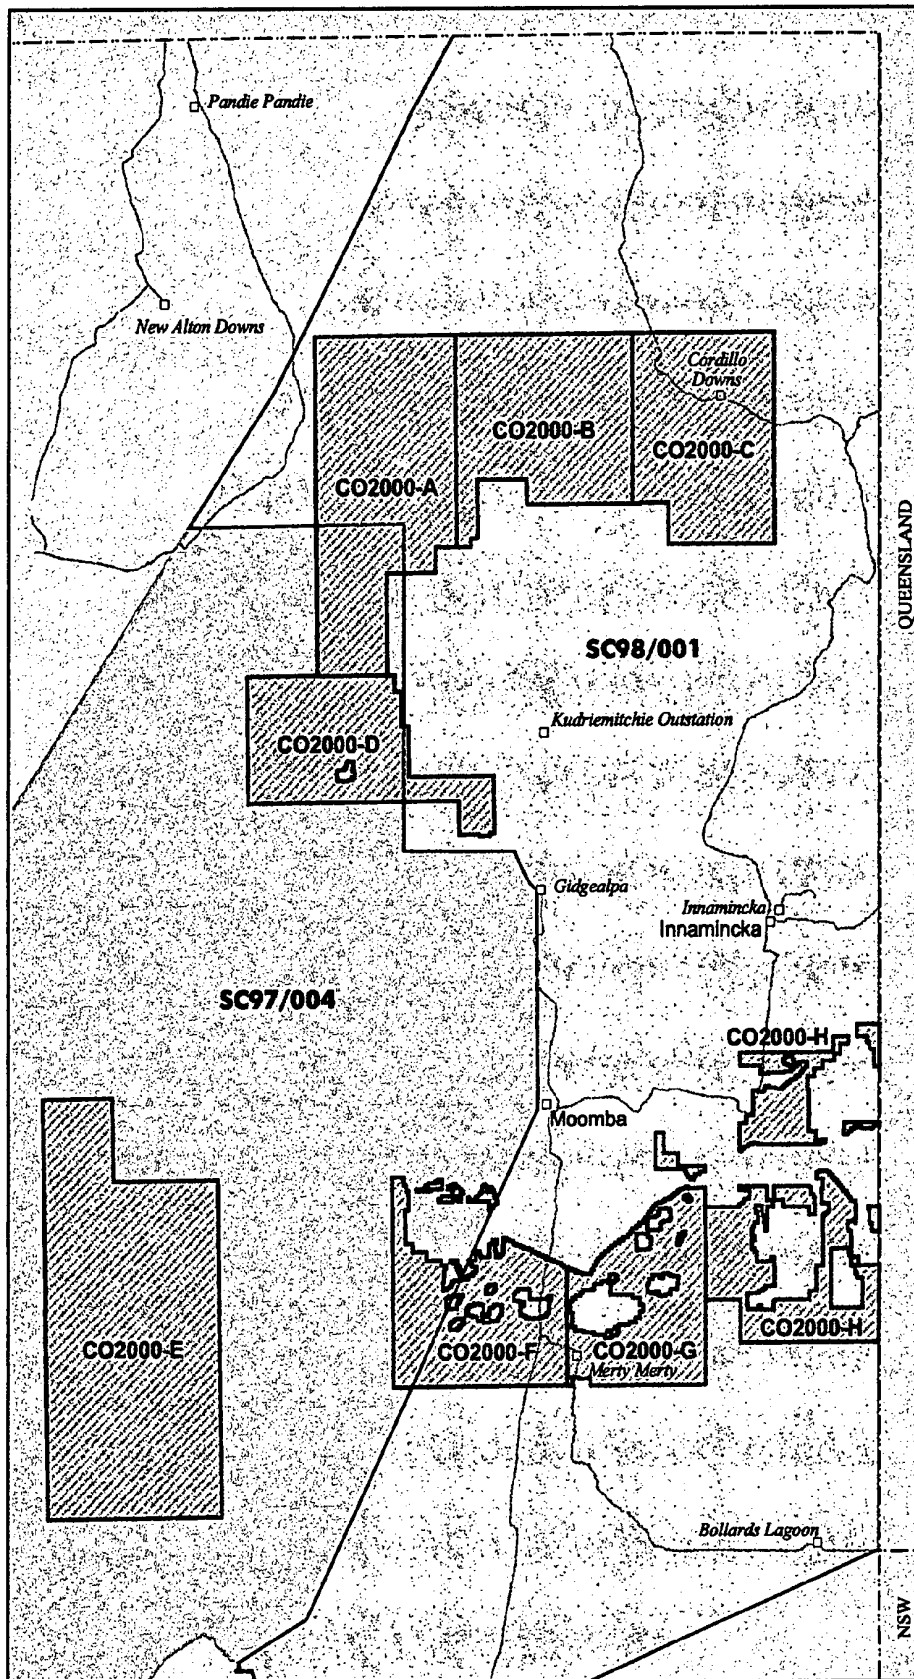 Pandie Pandie
New Alton Downs
Cordillo
Downs
CO2000-B
CO2000-C
CO2000-A
QUEENSLAND
SC98/001
Kudriemitchie Outstation
CO2000-D
Gidgealpa
Innamincka
Innamincka
SC97/004
CO2000-H
Moomba
CO2000-H
CO2000-E
CO2000-F
CO2000-G
Merty Merty
Bollards Lagoon
NSW